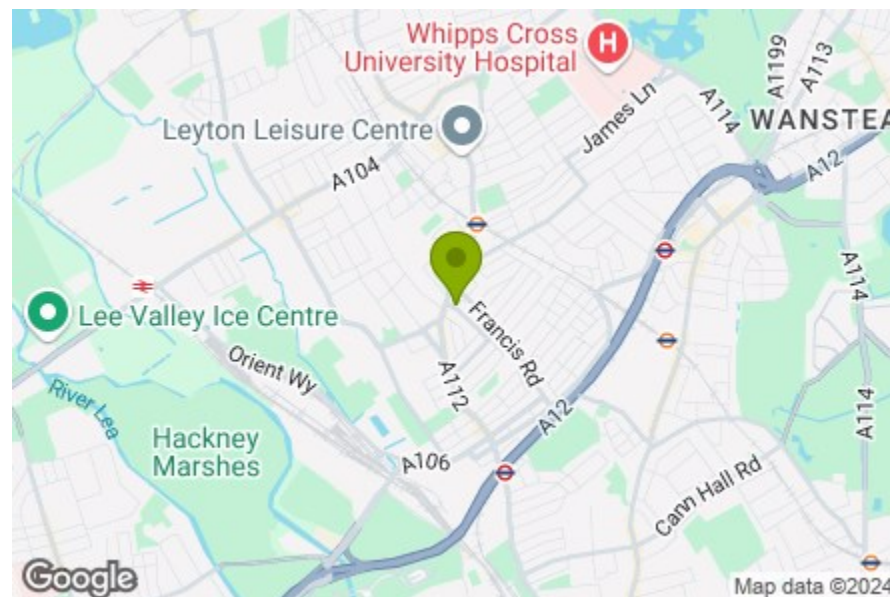 Whipps Cross
University Hospital
H
A1199
A113
James Ln
A114
WANSTEA
Leyton Leisure Centre
A104
A12
A114
Lee Valley Ice Centre
Orient Wy
Francis Rd
A112
A12
A114
River Lea
Hackney
Marshes
A106
Cann Hall Rd
Google
Map data ©2024